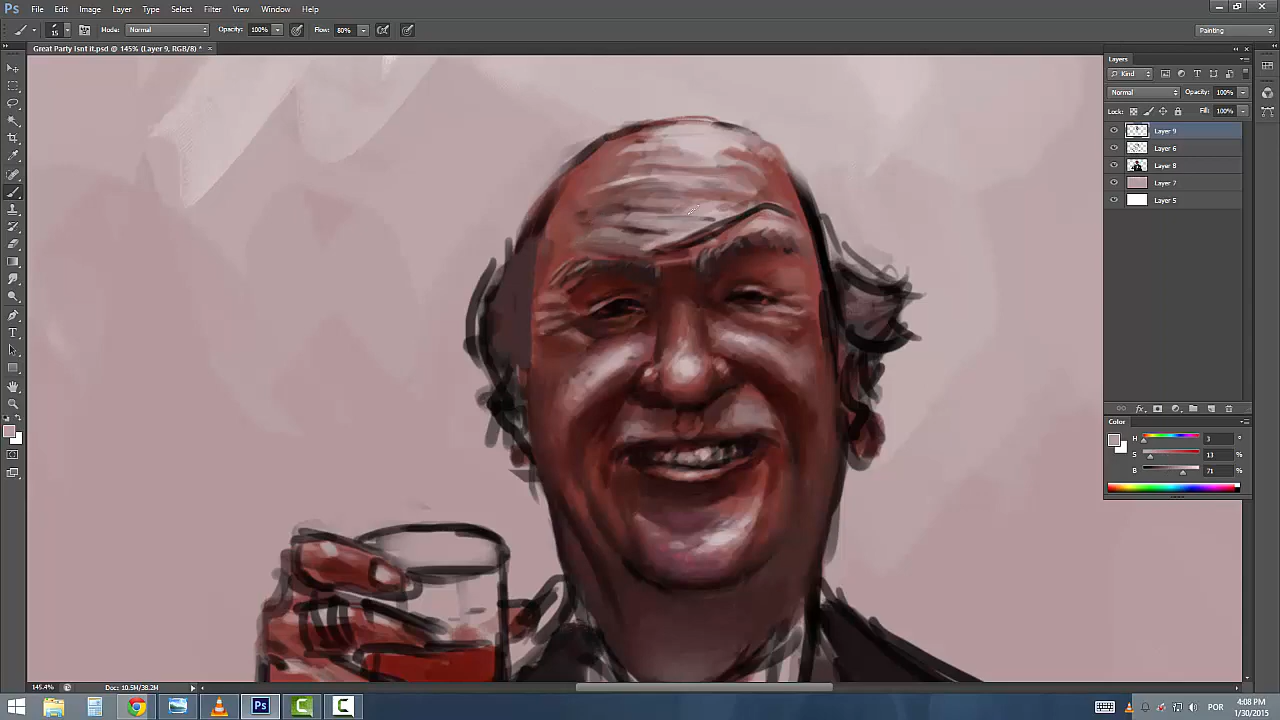 Ps File Edit Image Layer Type Select Filter View Window Help
15 Mode: Normal Opacity: 100% Flow: 80% Painting
Great Party Isnt it.psd @ 145% (Layer 9, RGB/8) * ×
Layers
Kind
Normal Opacity: 100%
Lock: Fill: 100%
Layer 9
Layer 6
Layer 8
Layer 7
Layer 5
fx
Color
H 3 °
S 13 %
B 71 %
145.4% Doc: 10.5M/38.2M
Ps C C POR 4:08 PM
1/30/2015